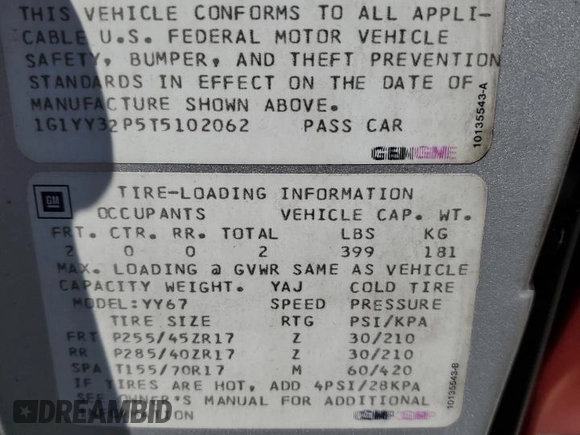 THIS VEHICLE CONFORMS TO ALL APPLI-
CABLE U.S. FEDERAL MOTOR VEHICLE
SAFETY, BUMPER, AND THEFT PREVENTION
STANDARDS IN EFFECT ON THE DATE OF
MANUFACTURE SHOWN ABOVE.
1G1YY32P5T5102062 PASS CAR
10135543-A
GM
TIRE-LOADING INFORMATION
OCCUPANTS VEHICLE CAP. WT.
FRT. CTR. RR. TOTAL LBS KG
2 0 0 2 399 181
MAX. LOADING @ GVWR SAME AS VEHICLE
CAPACITY WEIGHT. YAJ COLD TIRE
MODEL:YY67 SPEED PRESSURE
TIRE SIZE RTG PSI/KPA
FRT P255/45ZR17 Z 30/210
RR P285/40ZR17 Z 30/210
SPA T155/70R17 M 60/420
IF TIRES ARE HOT, ADD 4PSI/28KPA
SEE OWNER'S MANUAL FOR ADDITIONAL
ION
10135543-B
DREAMBID